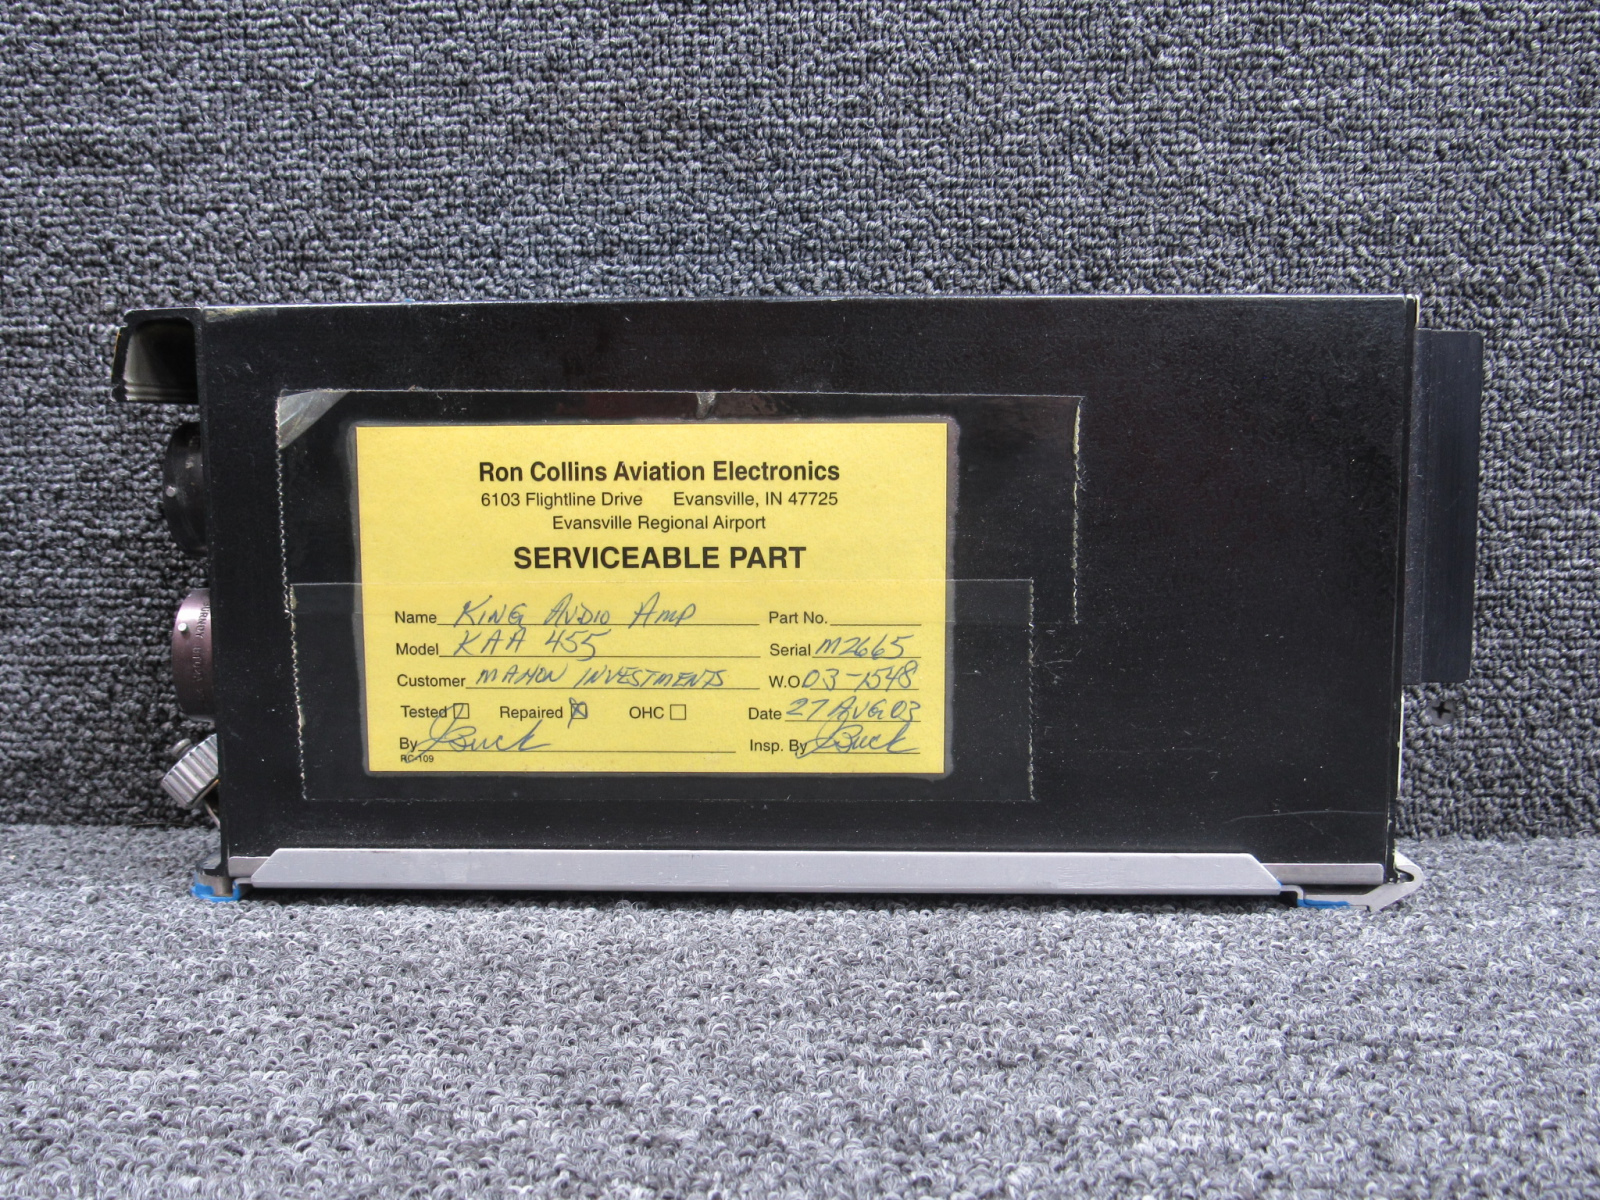 Ron Collins Aviation Electronics
6103 Flightline Drive Evansville, IN 47725
Evansville Regional Airport
SERVICEABLE PART
Name KING AUDIO AMP Part No.
Model KAA 455 Serial M2665
Customer MAHON INVESTMENTS W.O 03-1548
Tested Repaired OHC Date 27 AUG 03
By Buck Insp. By Buck
RC-109
BURNDY